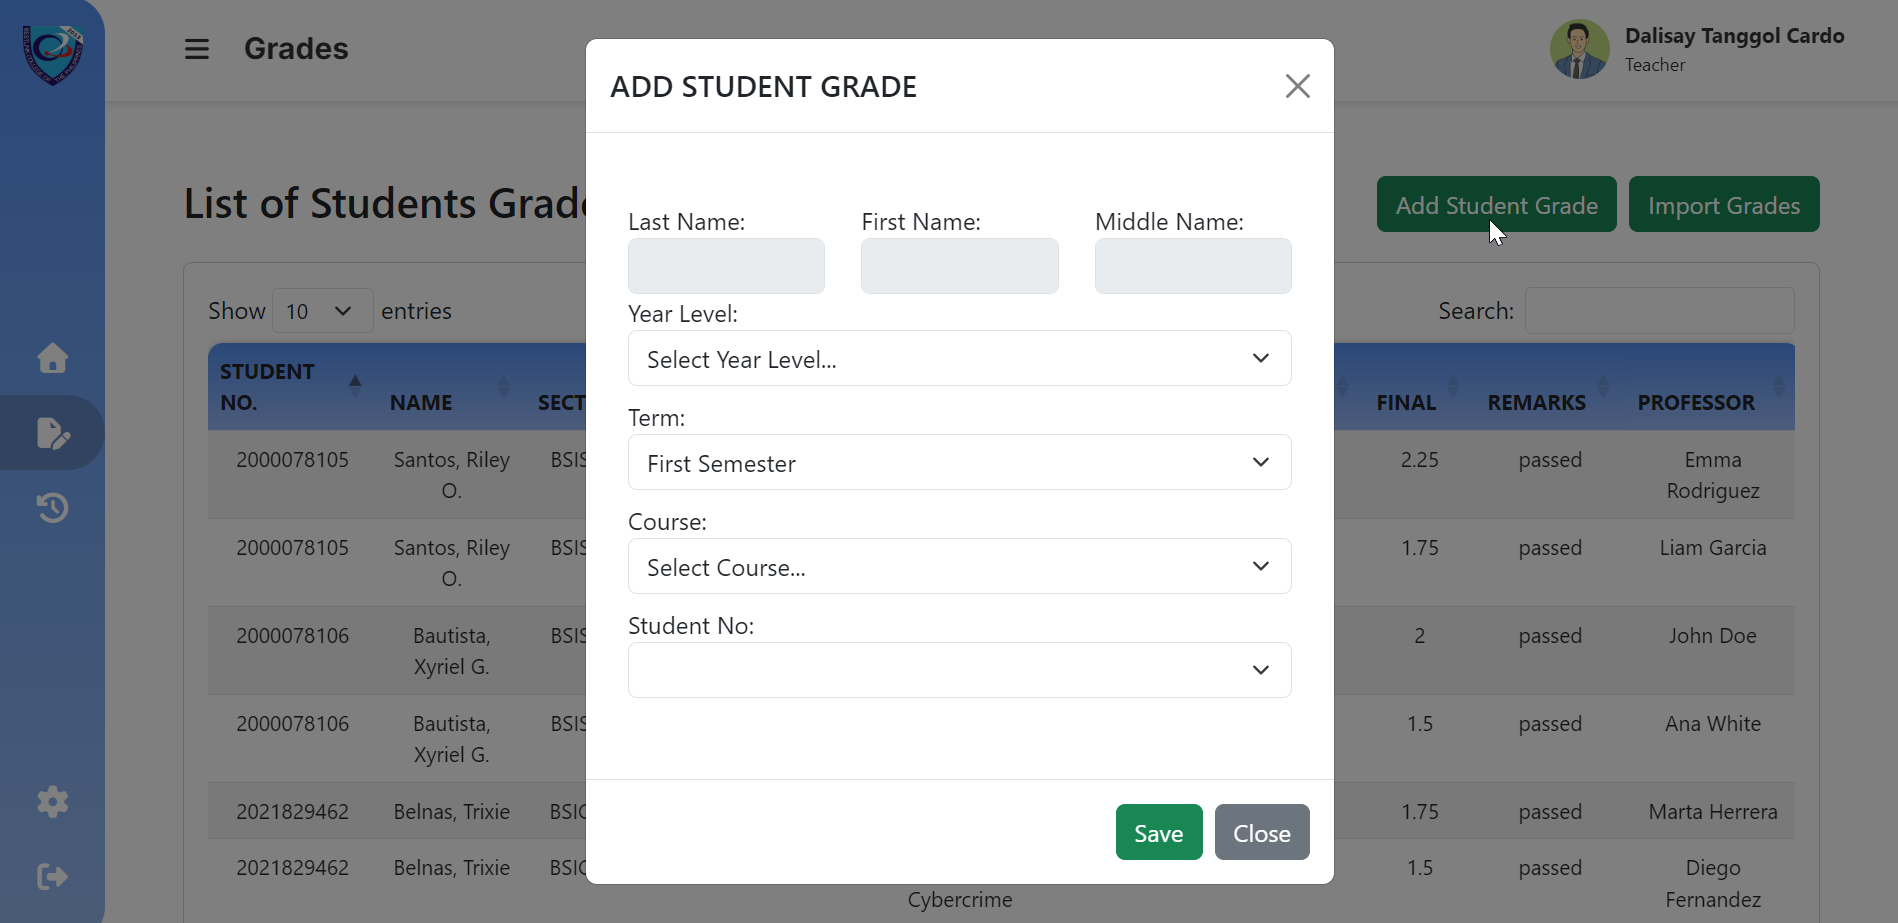 Grades
Dalisay Tanggol Cardo
Teacher
List of Students Grade
Add Student Grade
Import Grades
Show 10 entries
Search:
STUDENT NO.
NAME
SECT
FINAL
REMARKS
PROFESSOR
2000078105 Santos, Riley O. BSIS 2.25 passed Emma Rodriguez
2000078105 Santos, Riley O. BSIS 1.75 passed Liam Garcia
2000078106 Bautista, Xyriel G. BSIS 2 passed John Doe
2000078106 Bautista, Xyriel G. BSIS 1.5 passed Ana White
2021829462 Belnas, Trixie BSIC 1.75 passed Marta Herrera
2021829462 Belnas, Trixie BSIC Cybercrime 1.5 passed Diego Fernandez
ADD STUDENT GRADE
Last Name:
First Name:
Middle Name:
Year Level:
Select Year Level...
Term:
First Semester
Course:
Select Course...
Student No:
Save
Close